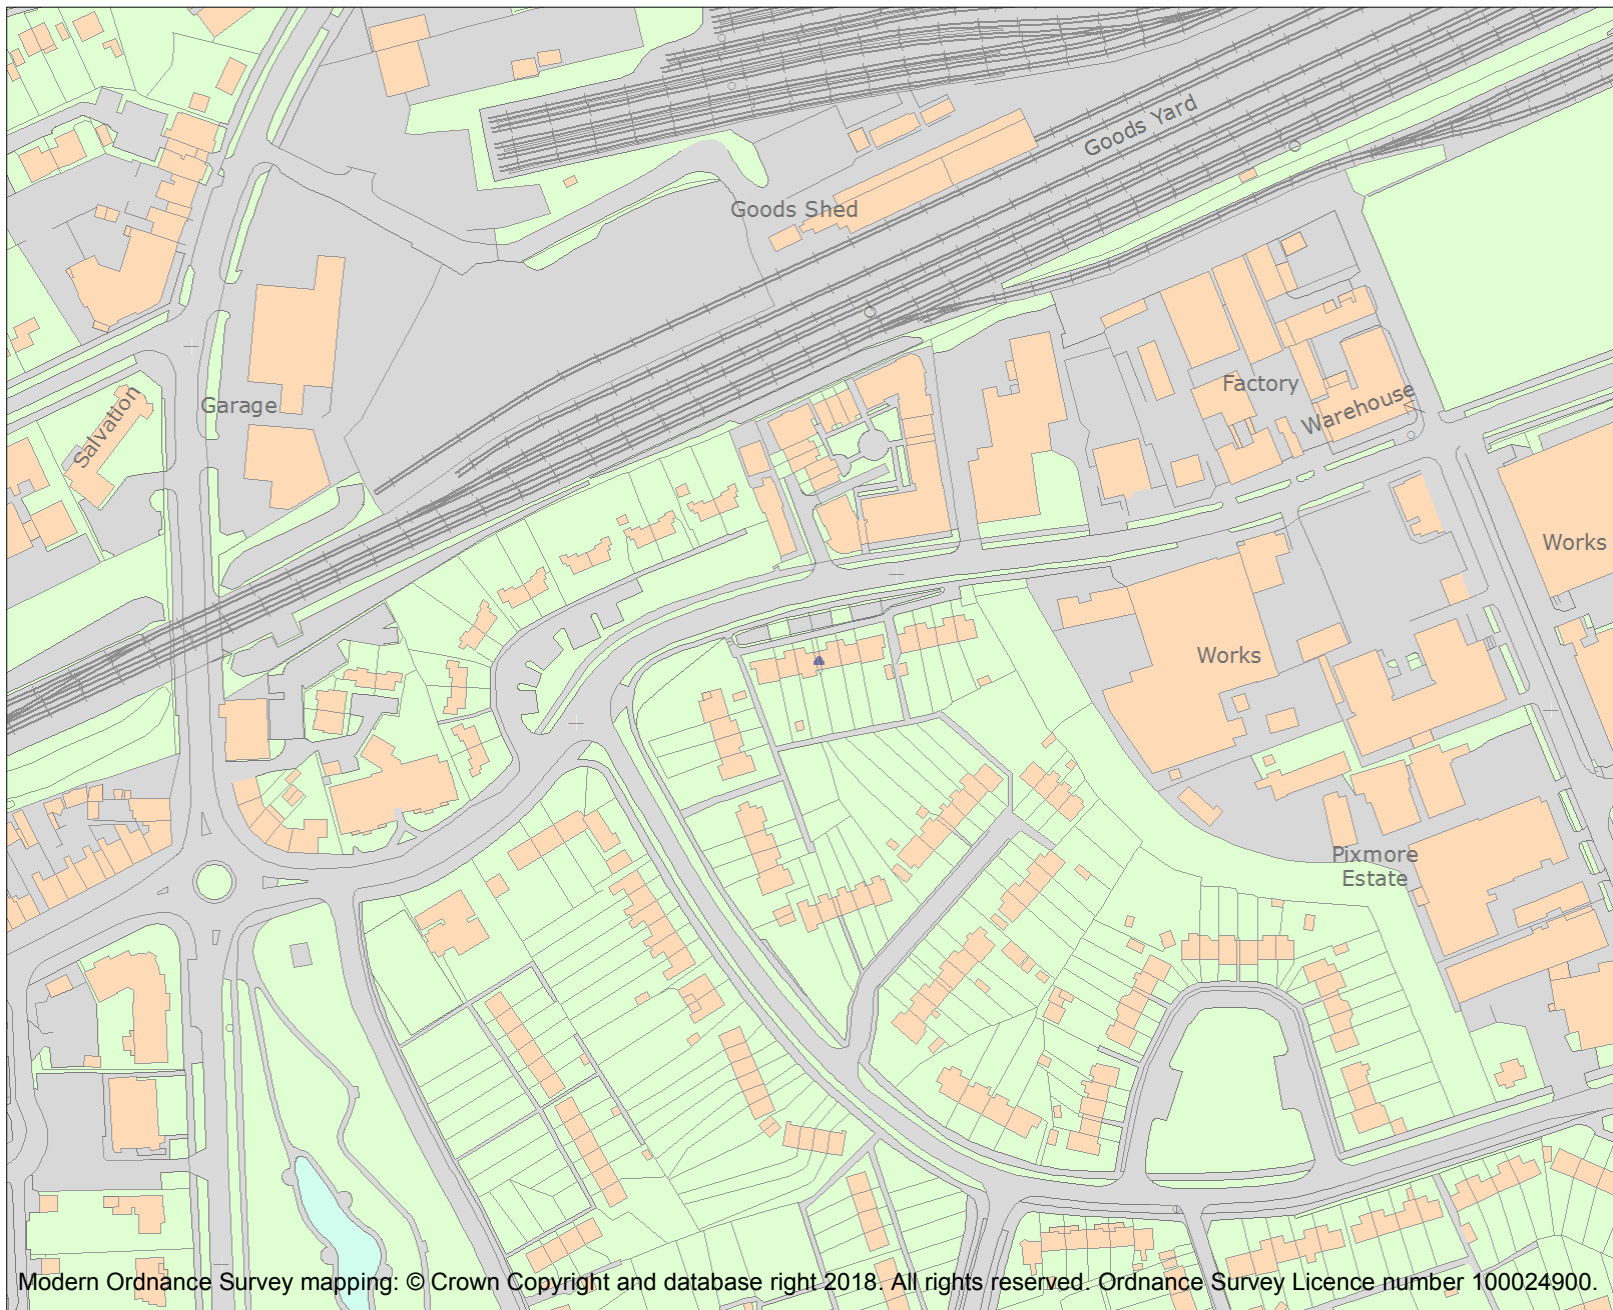 Goods Yard
Goods Shed
Factory
Garage
Salvation
Warehouse
Works
Works
Pixmore
Estate
Modern Ordnance Survey mapping: © Crown Copyright and database right 2018. All rights reserved. Ordnance Survey Licence number 100024900.